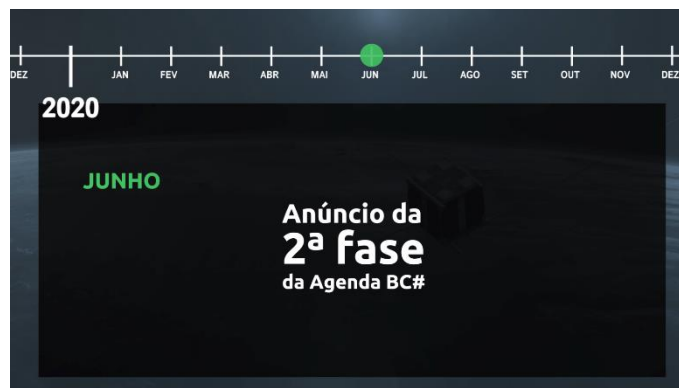 DEZ JAN FEV MAR ABR MAI JUN JUL AGO SET OUT NOV DEZ
2020
JUNHO
Anúncio da
2ª fase
da Agenda BC#